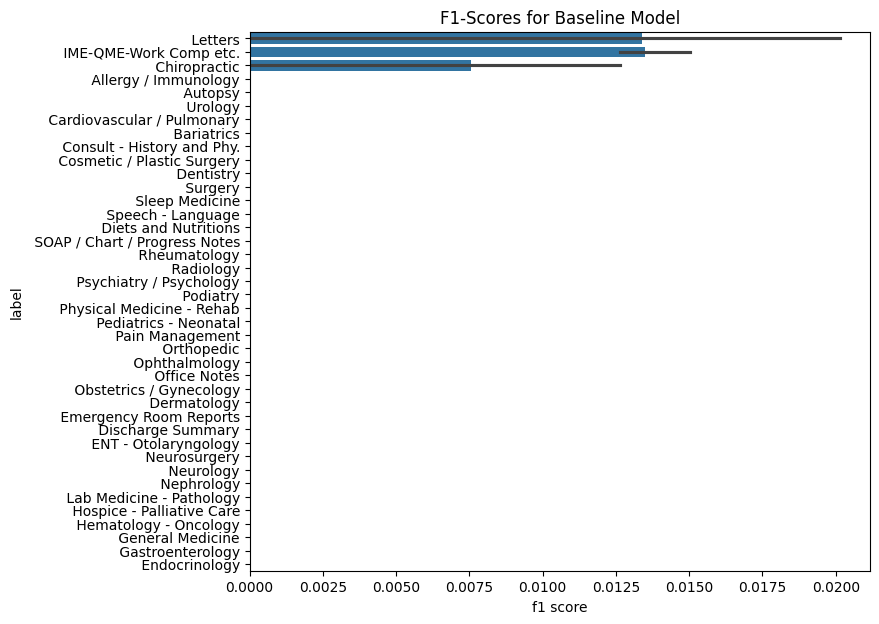 F1-Scores for Baseline Model
Letters
IME-QME-Work Comp etc.
Chiropractic
Allergy / Immunology
Autopsy
Urology
Cardiovascular / Pulmonary
Bariatrics
Consult - History and Phy.
Cosmetic / Plastic Surgery
Dentistry
Surgery
Sleep Medicine
Speech - Language
Diets and Nutritions
SOAP / Chart / Progress Notes
Rheumatology
Radiology
Psychiatry / Psychology
Podiatry
Physical Medicine - Rehab
Pediatrics - Neonatal
Pain Management
Orthopedic
Ophthalmology
Office Notes
Obstetrics / Gynecology
Dermatology
Emergency Room Reports
Discharge Summary
ENT - Otolaryngology
Neurosurgery
Neurology
Nephrology
Lab Medicine - Pathology
Hospice - Palliative Care
Hematology - Oncology
General Medicine
Gastroenterology
Endocrinology
label
0.0000 0.0025 0.0050 0.0075 0.0100 0.0125 0.0150 0.0175 0.0200
f1 score